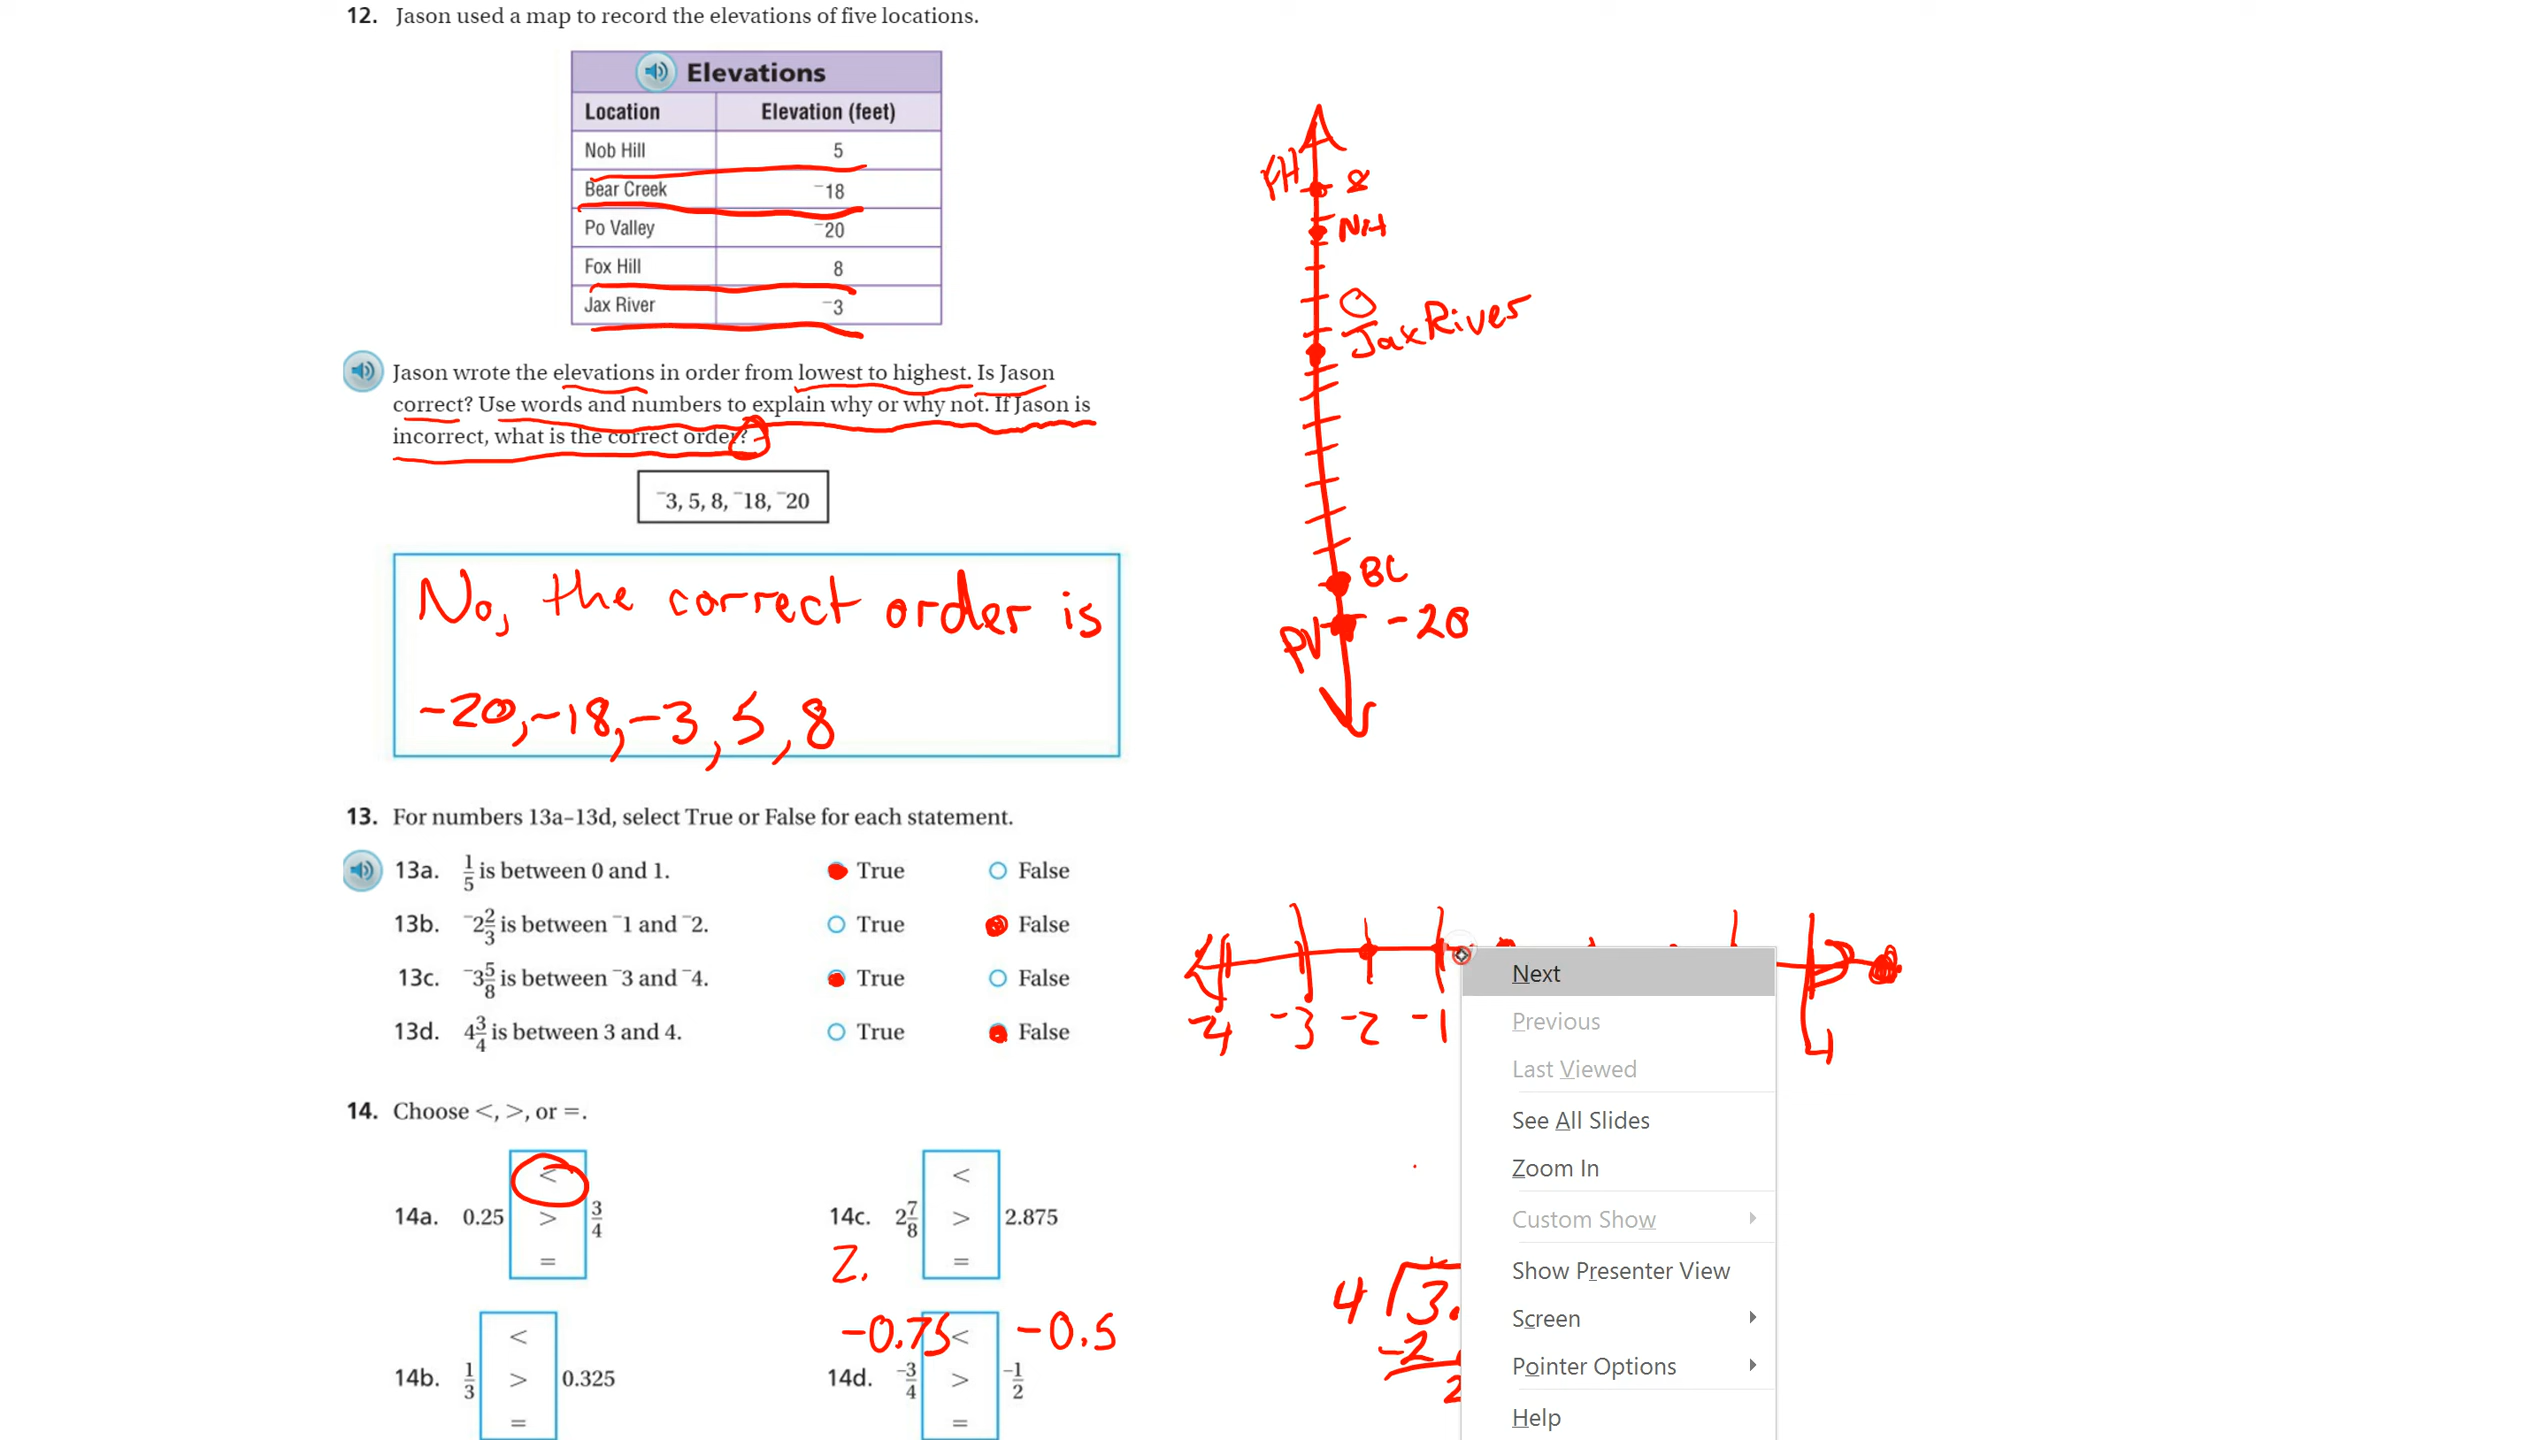 12. Jason used a map to record the elevations of five locations.
Elevations
Location Elevation (feet)
Nob Hill 5
Bear Creek ⁻18
Po Valley ⁻20
Fox Hill 8
Jax River ⁻3
FH 8
NH
0
Jax River
BC
PV -20
Jason wrote the elevations in order from lowest to highest. Is Jason
correct? Use words and numbers to explain why or why not. If Jason is
incorrect, what is the correct order?
⁻3, 5, 8, ⁻18, ⁻20
No, the correct order is
-20, -18, -3, 5, 8
13. For numbers 13a–13d, select True or False for each statement.
13a. 1/5 is between 0 and 1. True False
13b. ⁻2 2/3 is between ⁻1 and ⁻2. True False
13c. ⁻3 5/8 is between ⁻3 and ⁻4. True False
13d. 4 3/4 is between 3 and 4. True False
-4 -3 -2 -1 4
14. Choose <, >, or =.
14a. 0.25 < > = 3/4
14c. 2 7/8 < > = 2.875
2.
-0.75 -0.5
14b. 1/3 < > = 0.325
14d. ⁻3/4 < > = ⁻1/2
4 3.
-2
2
Next
Previous
Last Viewed
See All Slides
Zoom In
Custom Show
Show Presenter View
Screen
Pointer Options
Help